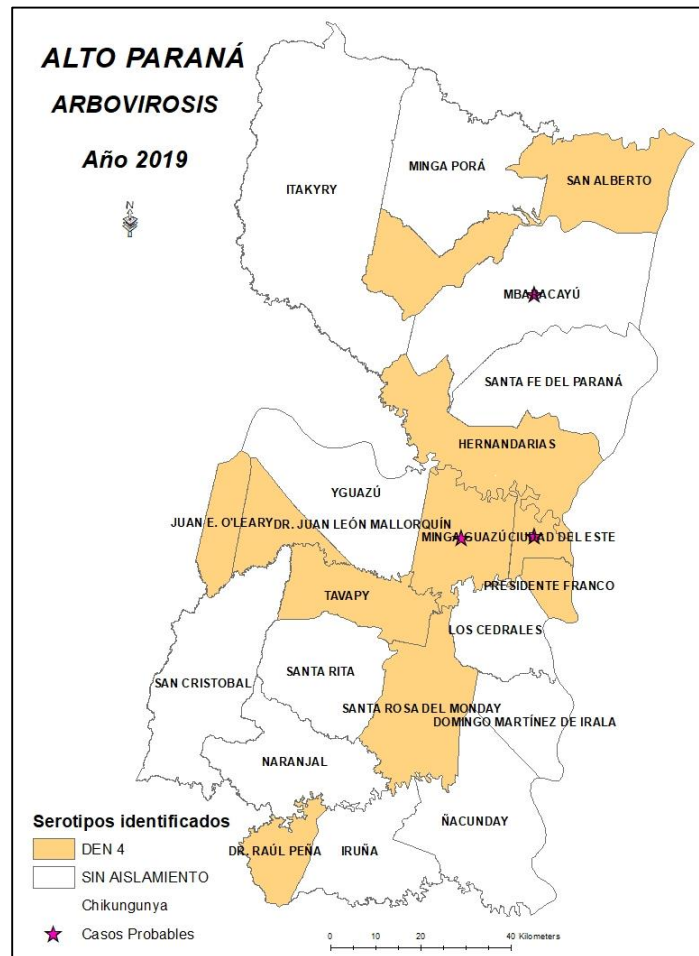 ALTO PARANÁ
ARBOVIROSIS
Año 2019
N
MINGA PORÁ
SAN ALBERTO
ITAKYRY
MBARACAYÚ
SANTA FE DEL PARANÁ
HERNANDARIAS
YGUAZÚ
JUAN E. O'LEARY
DR. JUAN LEÓN MALLORQUÍN
MINGA GUAZÚ
CIUDAD DEL ESTE
PRESIDENTE FRANCO
TAVAPY
LOS CEDRALES
SANTA RITA
SAN CRISTOBAL
SANTA ROSA DEL MONDAY
DOMINGO MARTÍNEZ DE IRALA
NARANJAL
ÑACUNDAY
DR. RAÚL PEÑA
IRUÑA
Serotipos identificados
DEN 4
SIN AISLAMIENTO
Chikungunya
Casos Probables
0 10 20 40 Kilometers